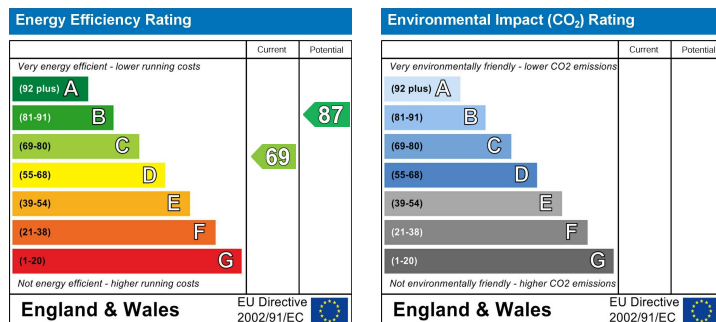 Energy Efficiency Rating
Current Potential
Very energy efficient - lower running costs
(92 plus) A
(81-91) B
(69-80) C
(55-68) D
(39-54) E
(21-38) F
(1-20) G
87
69
Not energy efficient - higher running costs
England & Wales
EU Directive
2002/91/EC
Environmental Impact (CO₂) Rating
Current Potential
Very environmentally friendly - lower CO2 emissions
(92 plus) A
(81-91) B
(69-80) C
(55-68) D
(39-54) E
(21-38) F
(1-20) G
Not environmentally friendly - higher CO2 emissions
England & Wales
EU Directive
2002/91/EC